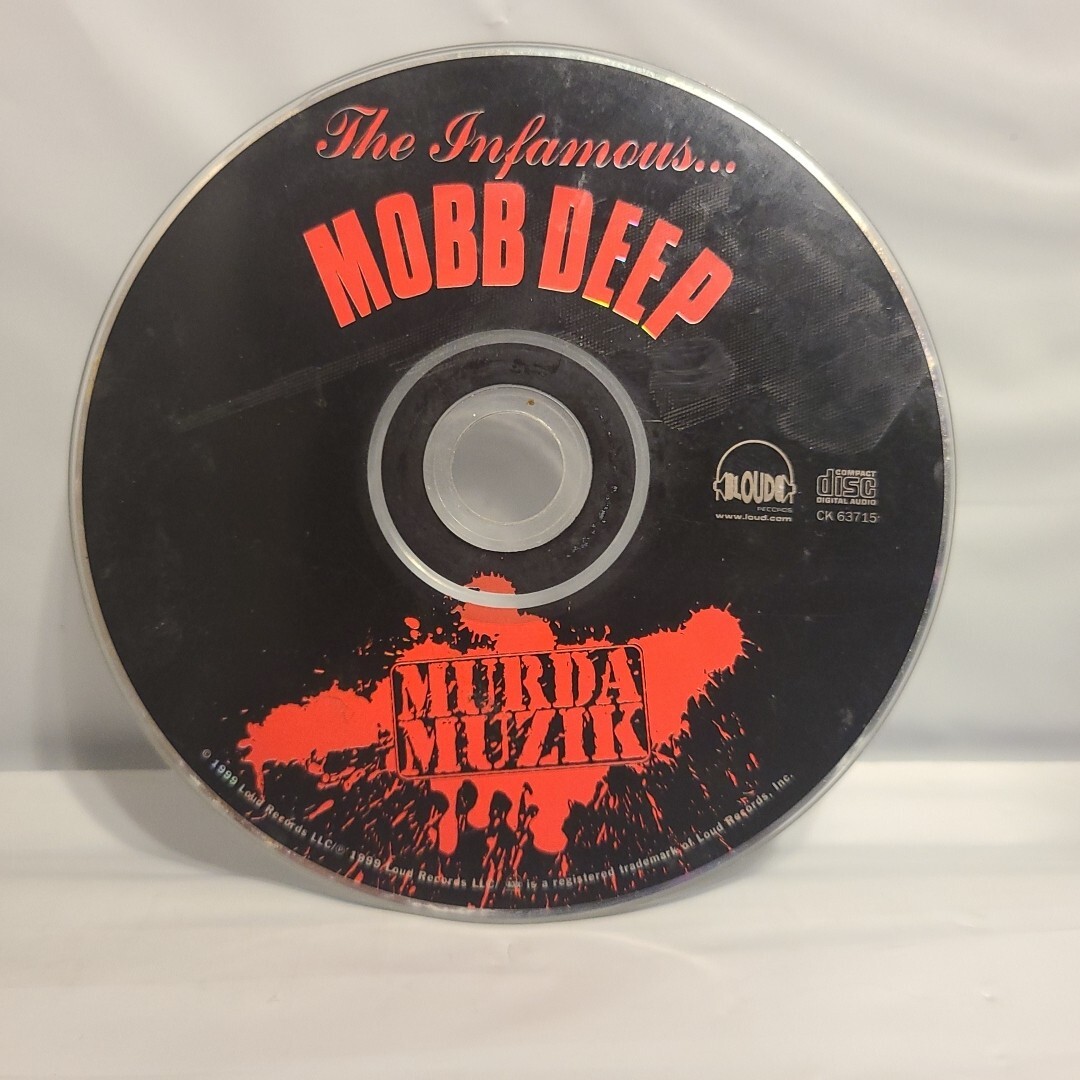 The Infamous...
MOBB DEEP
LOUD
RECORDS
www.loud.com
COMPACT
disc
DIGITAL AUDIO
CK 63715
MURDA
MUZIK
© 1999 Loud Records LLC/℗ 1999 Loud Records LLC/ is a registered trademark of Loud Records, Inc.